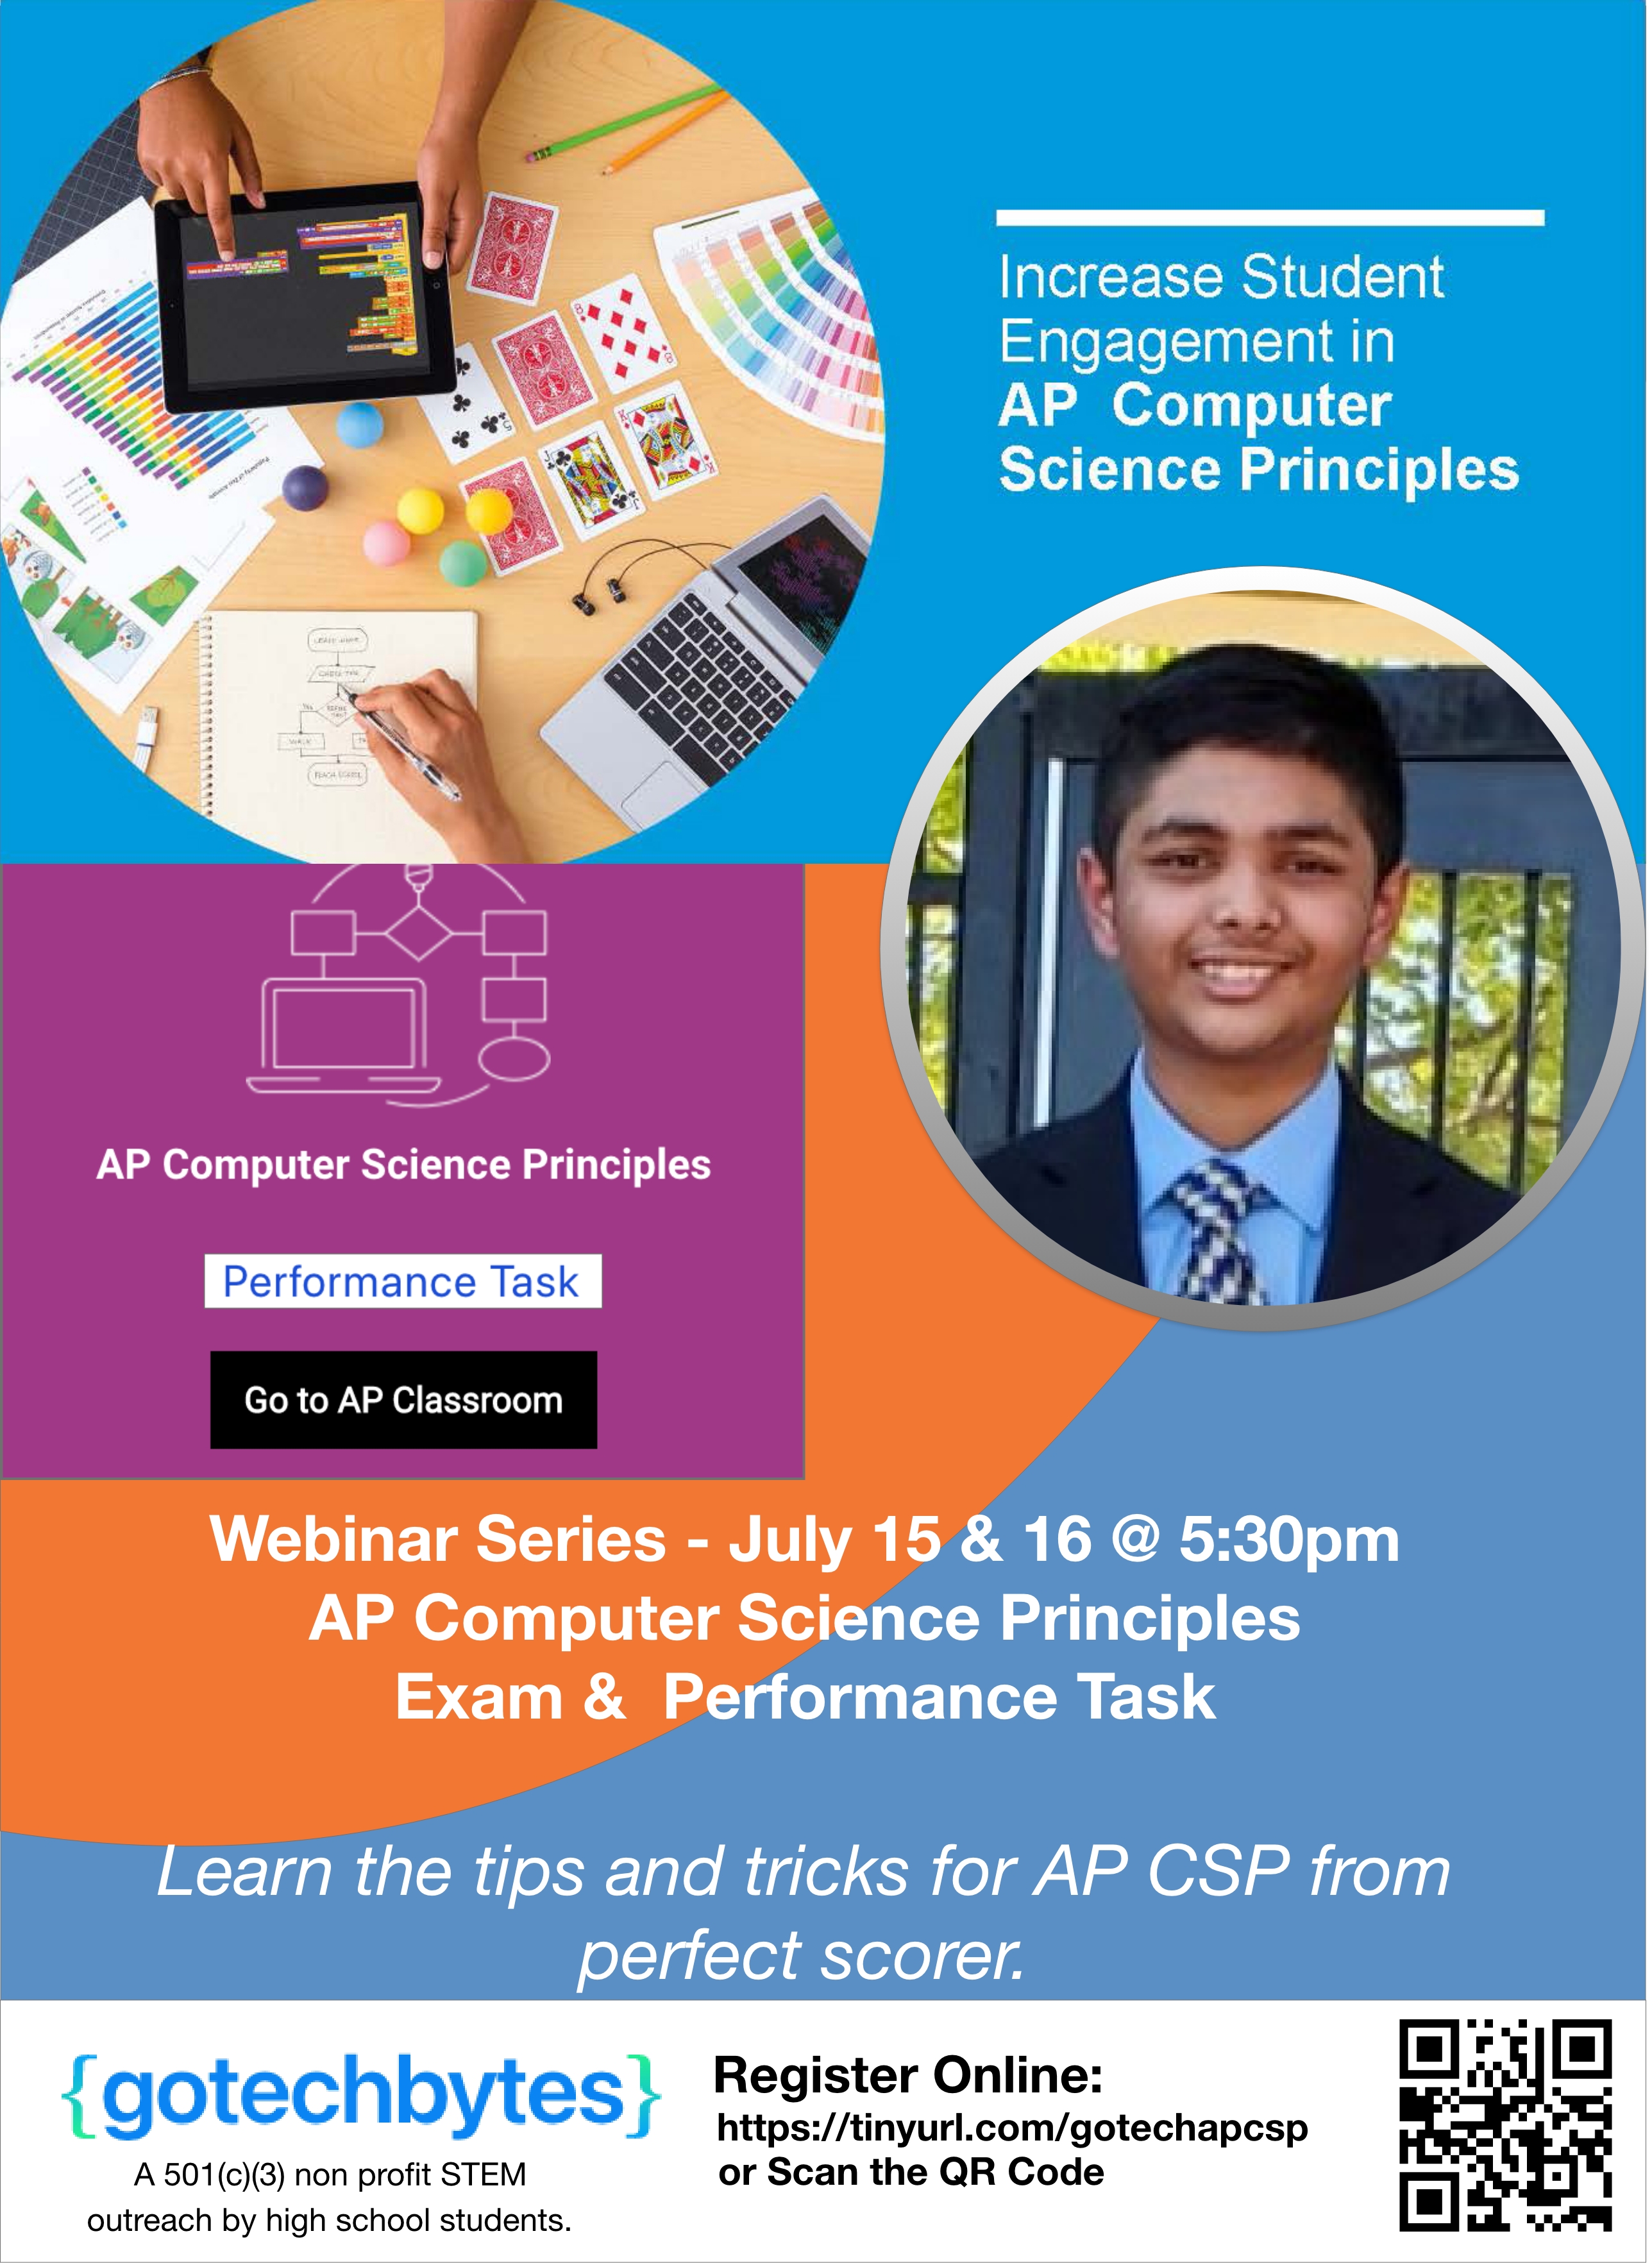 Increase Student
Engagement in
AP  Computer
Science Principles
AP Computer Science Principles
Performance Task
Go to AP Classroom
Webinar Series - July 15 & 16 @ 5:30pm
AP Computer Science Principles
Exam &  Performance Task
Learn the tips and tricks for AP CSP from
perfect scorer.
{gotechbytes}
A 501(c)(3) non profit STEM
outreach by high school students.
Register Online:
https://tinyurl.com/gotechapcsp
or Scan the QR Code